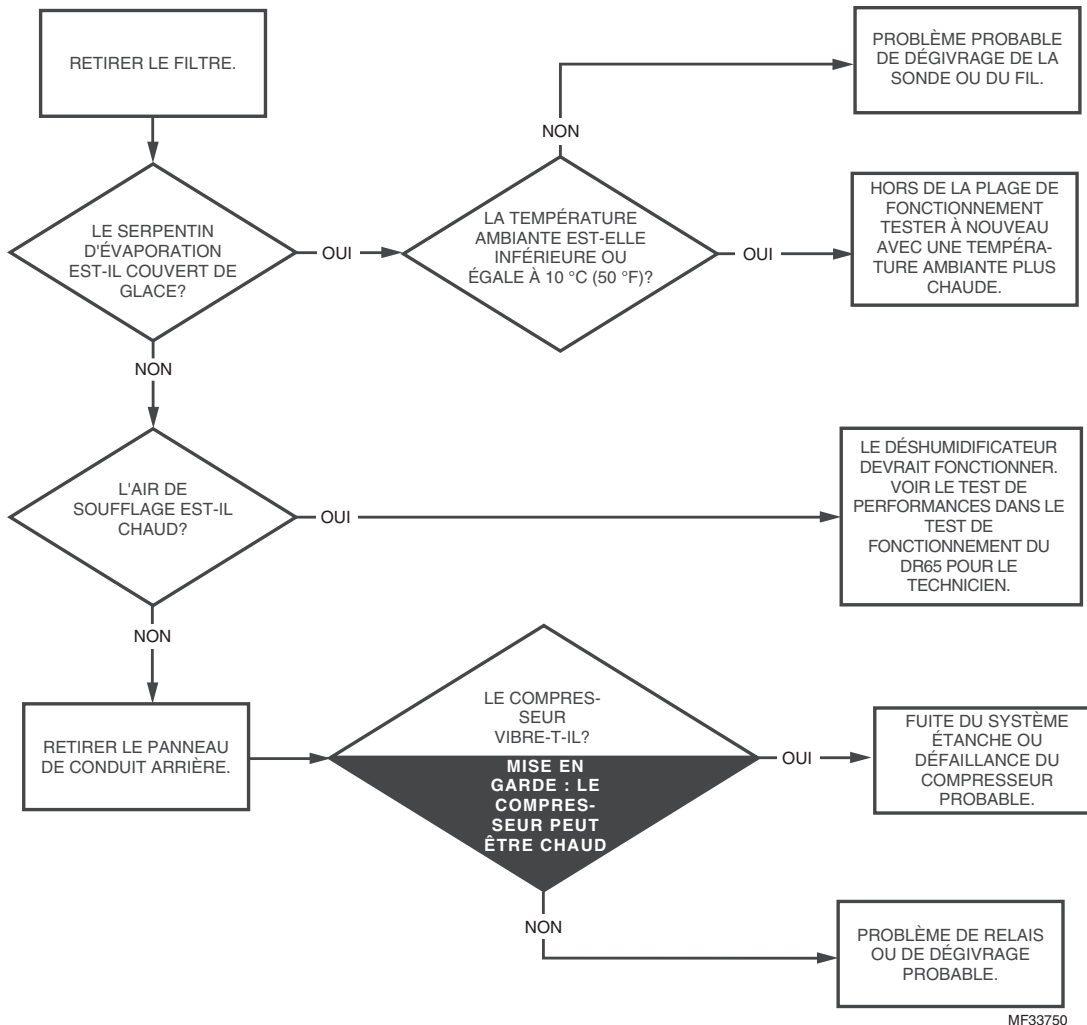 RETIRER LE FILTRE.
PROBLÈME PROBABLE
DE DÉGIVRAGE DE LA
SONDE OU DU FIL.
NON
LE SERPENTIN
D'ÉVAPORATION
EST-IL COUVERT DE
GLACE?
OUI
LA TEMPÉRATURE
AMBIANTE EST-ELLE
INFÉRIEURE OU
ÉGALE À 10 °C (50 °F)?
OUI
HORS DE LA PLAGE DE
FONCTIONNEMENT
TESTER À NOUVEAU
AVEC UNE TEMPÉRA-
TURE AMBIANTE PLUS
CHAUDE.
NON
L'AIR DE
SOUFFLAGE EST-IL
CHAUD?
OUI
LE DÉSHUMIDIFICATEUR
DEVRAIT FONCTIONNER.
VOIR LE TEST DE
PERFORMANCES DANS LE
TEST DE
FONCTIONNEMENT DU
DR65 POUR LE
TECHNICIEN.
NON
RETIRER LE PANNEAU
DE CONDUIT ARRIÈRE.
LE COMPRES-
SEUR
VIBRE-T-IL?
MISE EN
GARDE : LE
COMPRES-
SEUR PEUT
ÊTRE CHAUD
OUI
FUITE DU SYSTÈME
ÉTANCHE OU
DÉFAILLANCE DU
COMPRESSEUR
PROBABLE.
NON
PROBLÈME DE RELAIS
OU DE DÉGIVRAGE
PROBABLE.
MF33750